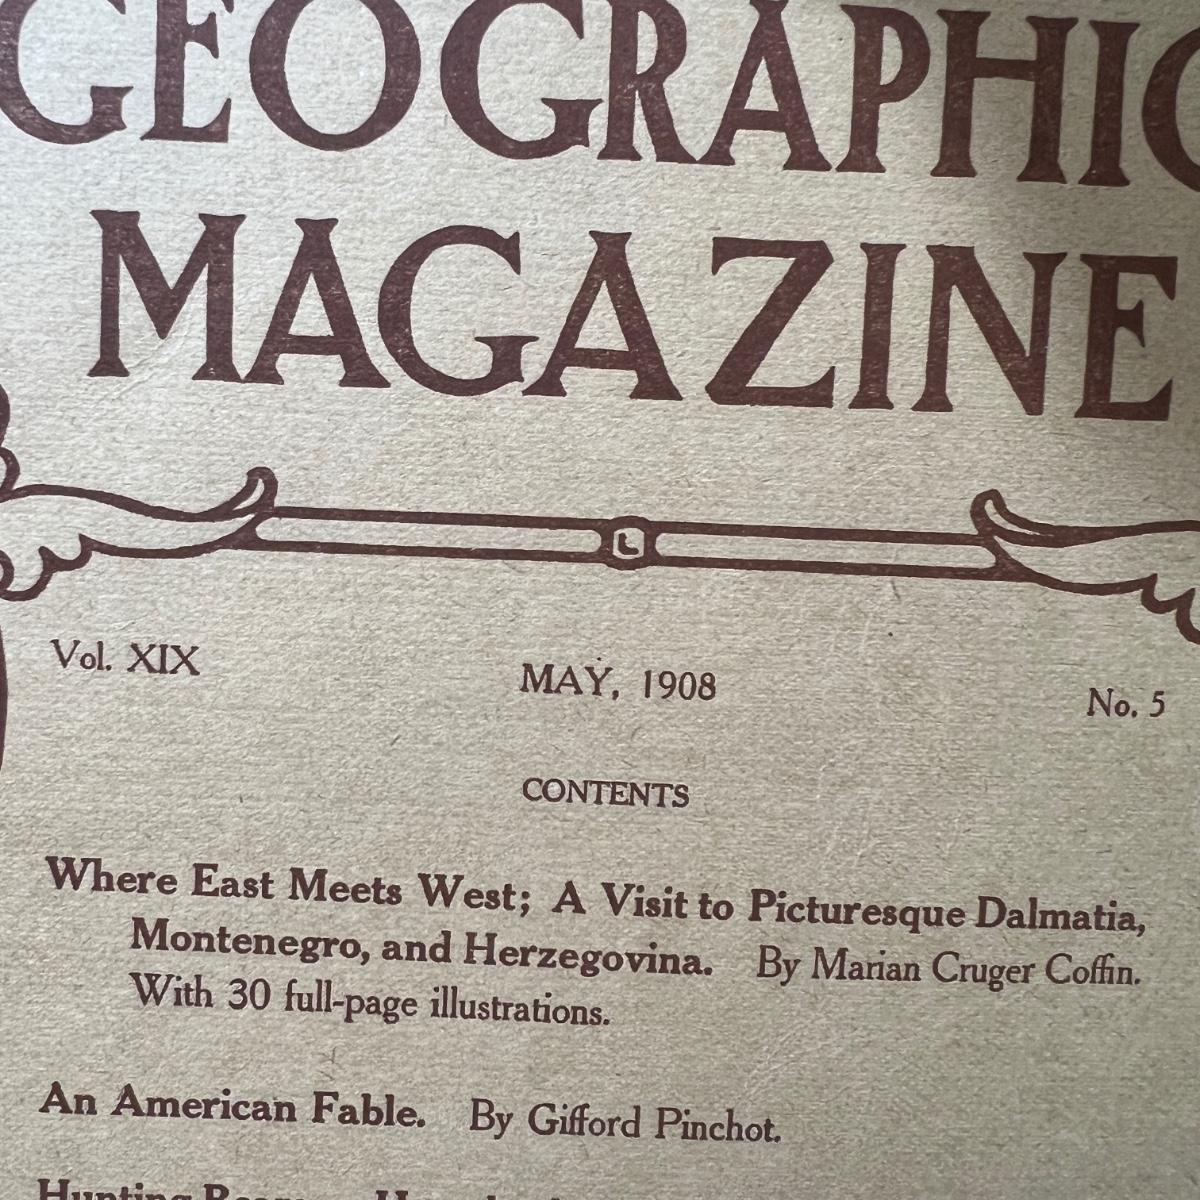 GEOGRAPHIC
MAGAZINE
Vol. XIX
MAY, 1908
No. 5
CONTENTS
Where East Meets West; A Visit to Picturesque Dalmatia,
Montenegro, and Herzegovina. By Marian Cruger Coffin.
With 30 full-page illustrations.
An American Fable. By Gifford Pinchot.
Hunting